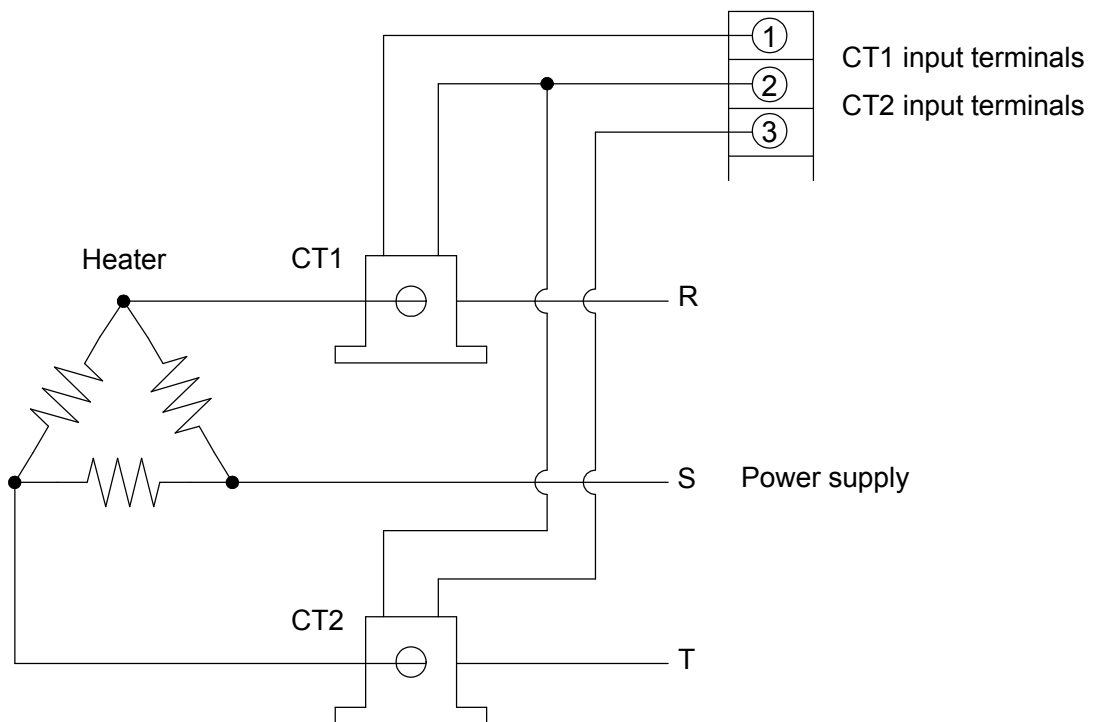 1
CT1 input terminals
2
CT2 input terminals
3
Heater
CT1
R
S
Power supply
CT2
T